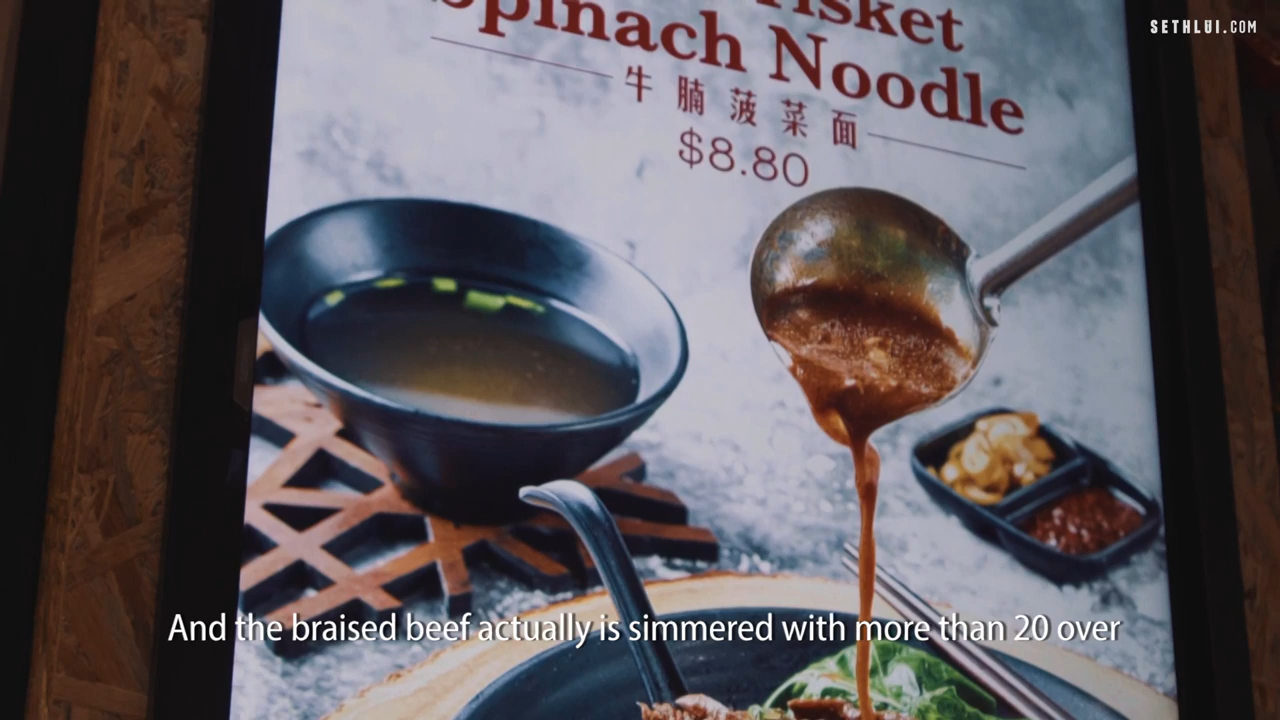 SETHLUI.COM
Spinach Noodle
牛腩菠菜面
$8.80
And the braised beef actually is simmered with more than 20 over